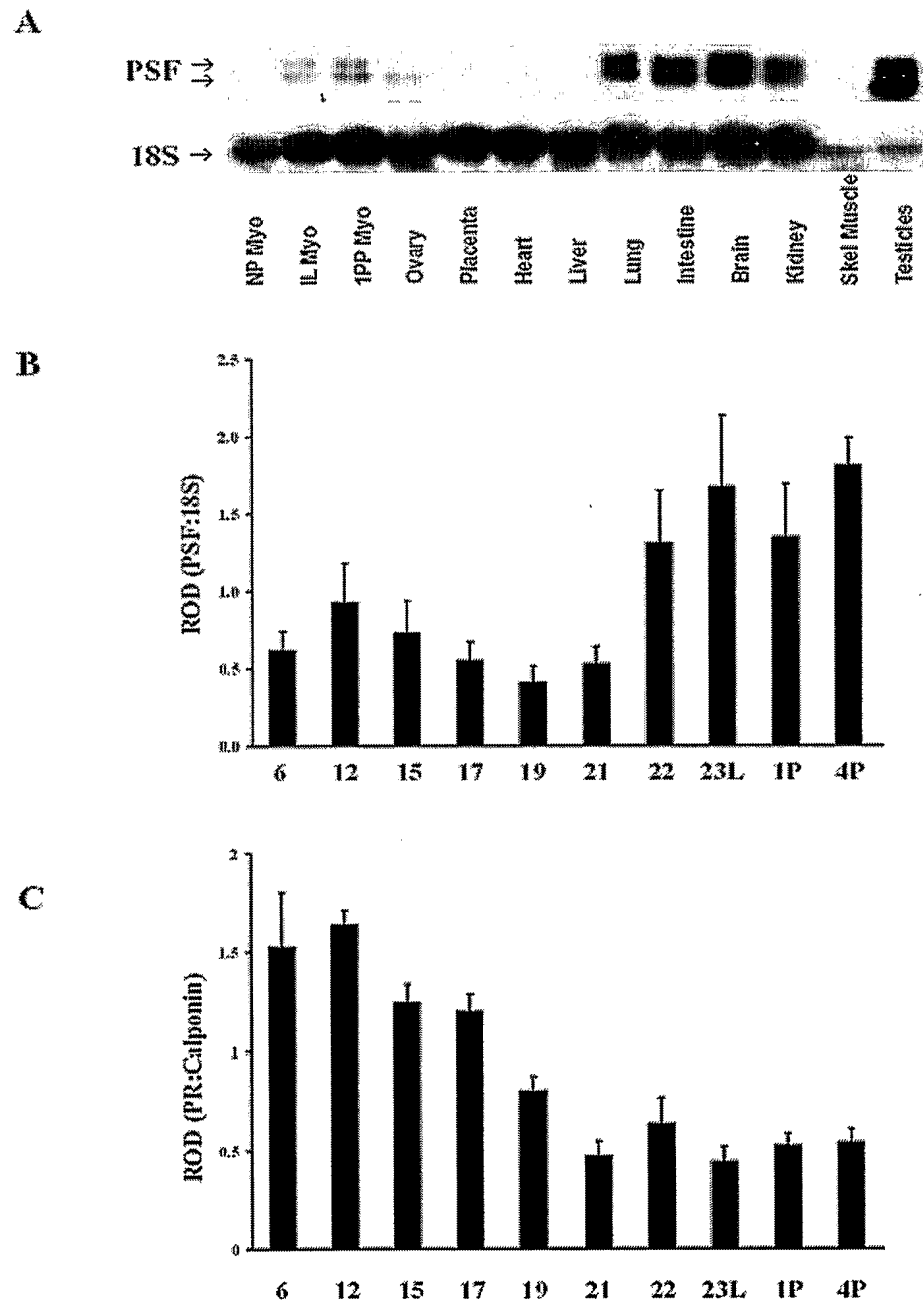 A
PSF →
→
18S →
NP Myo
IL Myo
1PP Myo
Ovary
Placenta
Heart
Liver
Lung
Intestine
Brain
Kidney
Skel Muscle
Testicles
B
ROD (PSF:18S)
2.5
2.0
1.5
1.0
0.5
0.0
6 12 15 17 19 21 22 23L 1P 4P
C
ROD (PR:Calponin)
2
1.5
1
0.5
0
6 12 15 17 19 21 22 23L 1P 4P